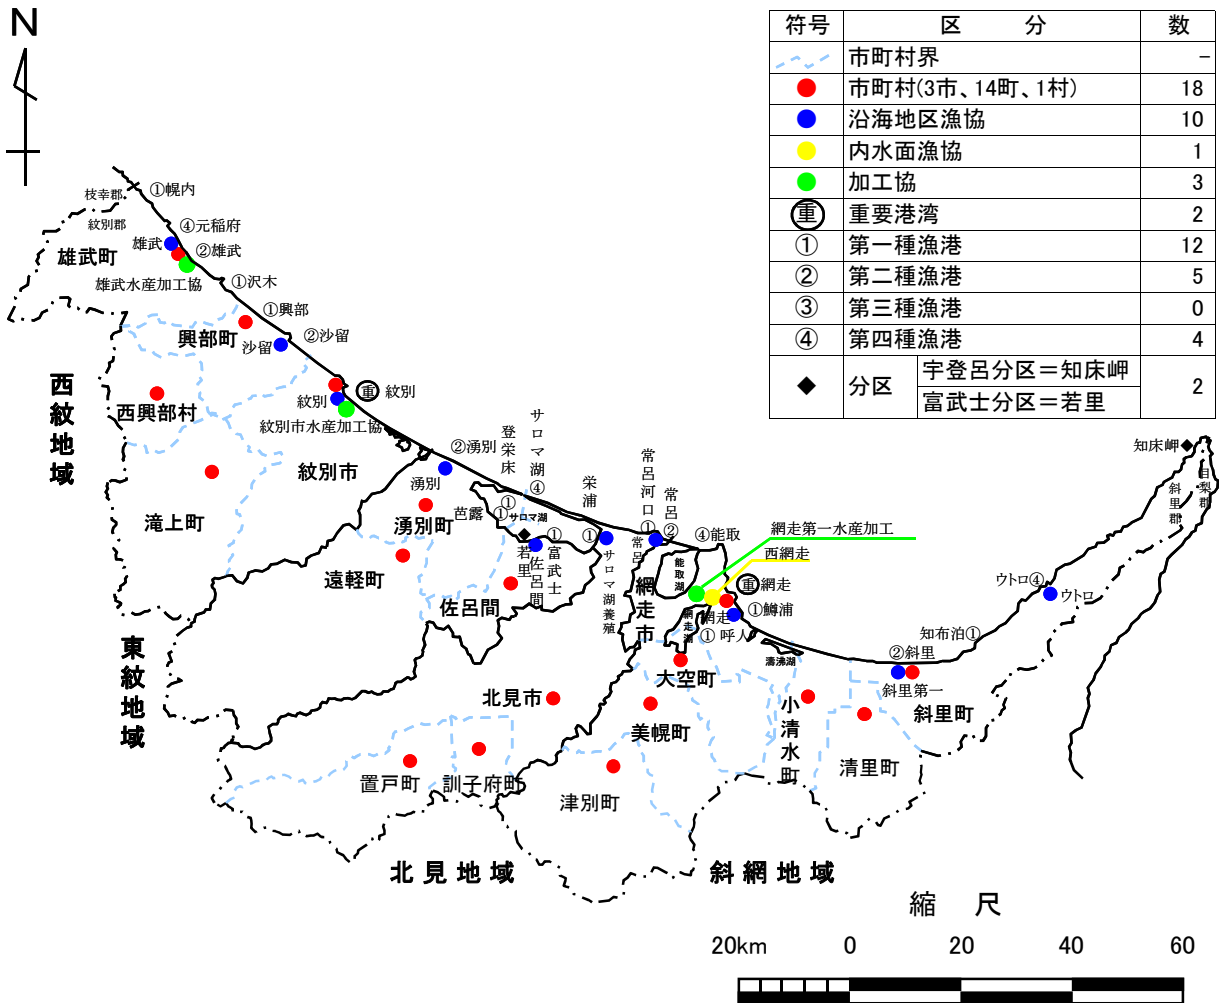 N
符号 区 分 数
市町村界 －
市町村(3市、14町、1村) 18
沿海地区漁協 10
内水面漁協 1
加工協 3
重 重要港湾 2
① 第一種漁港 12
② 第二種漁港 5
③ 第三種漁港 0
④ 第四種漁港 4
◆ 分区 宇登呂分区＝知床岬 2
富武士分区＝若里
枝幸郡
①幌内
紋別郡
④元稲府
雄武
②雄武
雄武町
雄武水産加工協
①沢木
①興部
興部町
沙留
②沙留
西紋地域
西興部村
重 紋別
紋別
紋別市水産加工協
紋別市
滝上町
②湧別
湧別
湧別町
登栄床
①
サロマ湖④
サロマ湖
芭露①
栄浦
①
常呂河口①
常呂②
常呂
④能取
網走第一水産加工
西網走
能取湖
若里
佐呂間
①富武士
サロマ湖養殖
網走市
網走湖
重 網走
網走
①鱒浦
①呼人
遠軽町
佐呂間
東紋地域
濤沸湖
大空町
北見市
美幌町
小清水町
知床岬
目梨郡
斜里郡
ウトロ④
ウトロ
知布泊①
②斜里
斜里第一
斜里町
清里町
置戸町
訓子府町
津別町
北見地域
斜網地域
縮 尺
20km 0 20 40 60